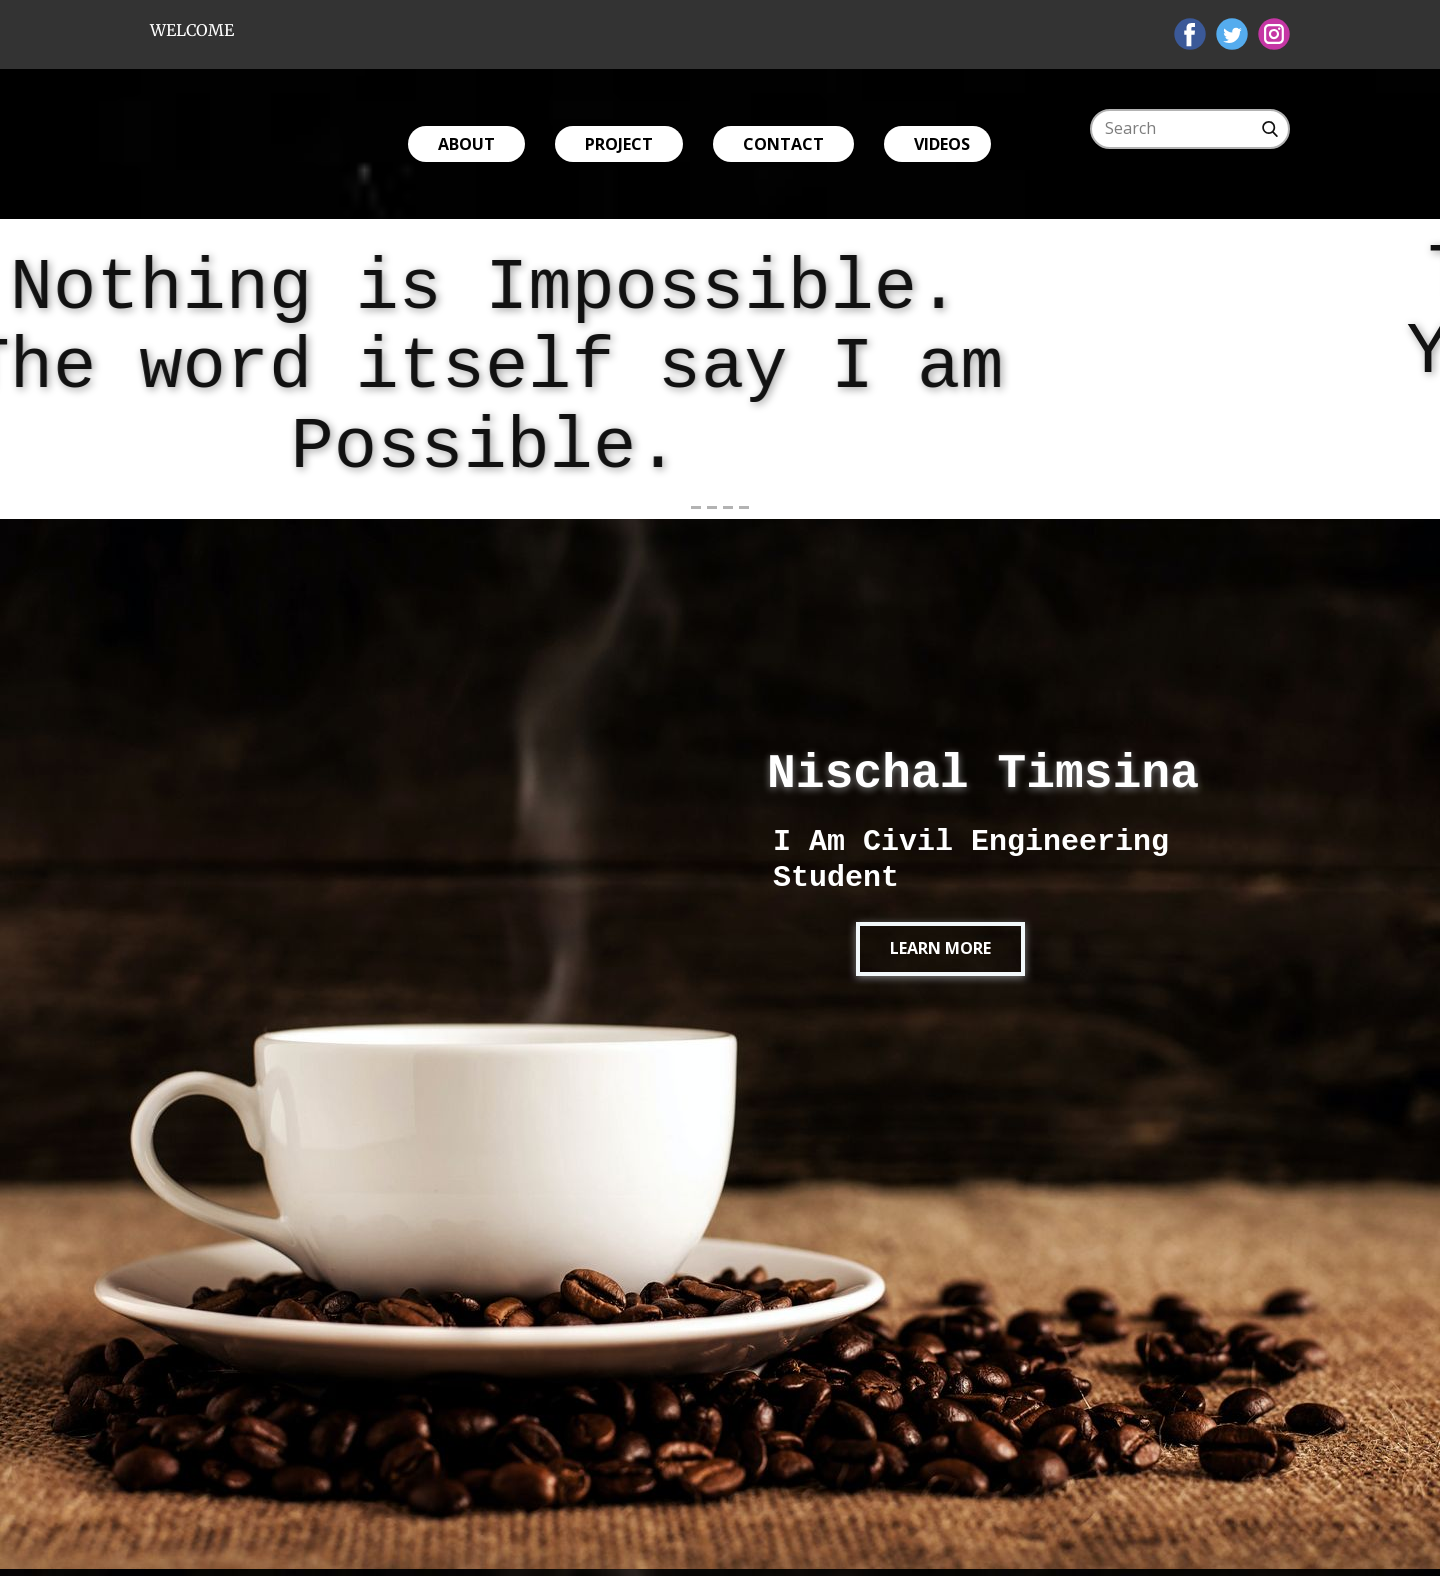 WELCOME
ABOUT PROJECT CONTACT VIDEOS
Search
Nothing is Impossible.
The word itself say I am
Possible.
Nischal Timsina
I Am Civil Engineering
Student
LEARN MORE